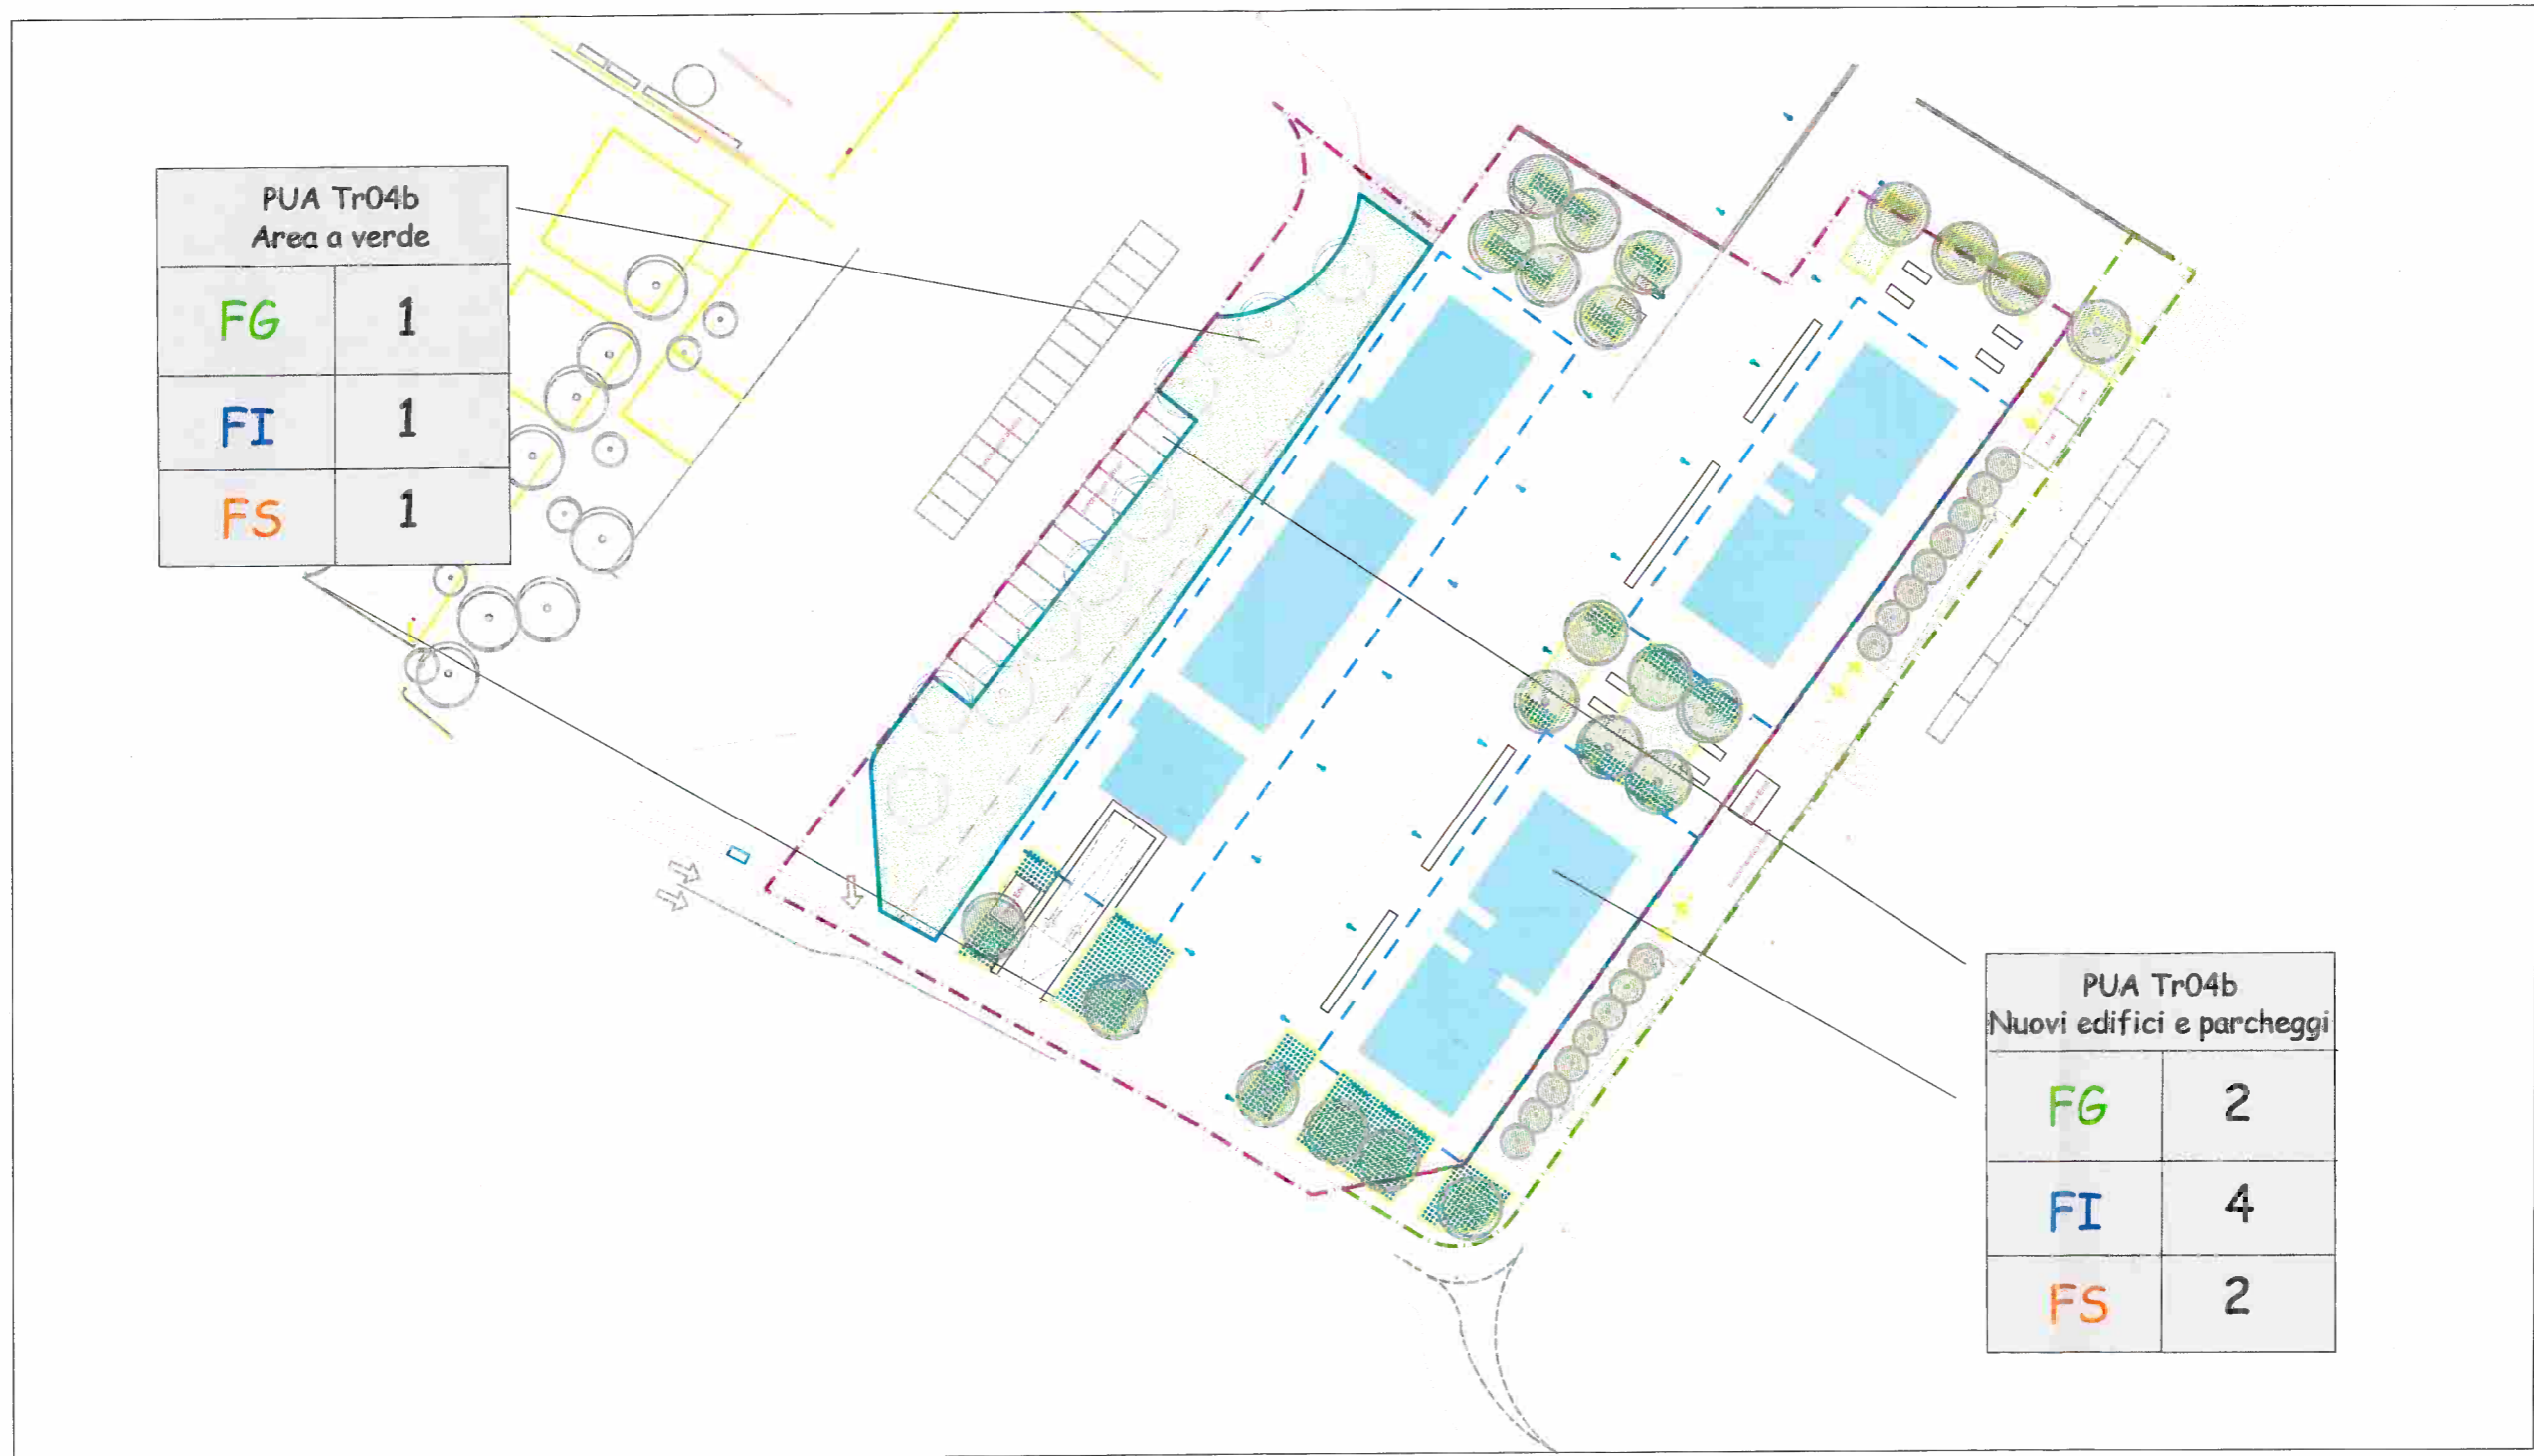 PUA Tr04b
Area a verde
FG 1
FI 1
FS 1
PUA Tr04b
Nuovi edifici e parcheggi
FG 2
FI 4
FS 2